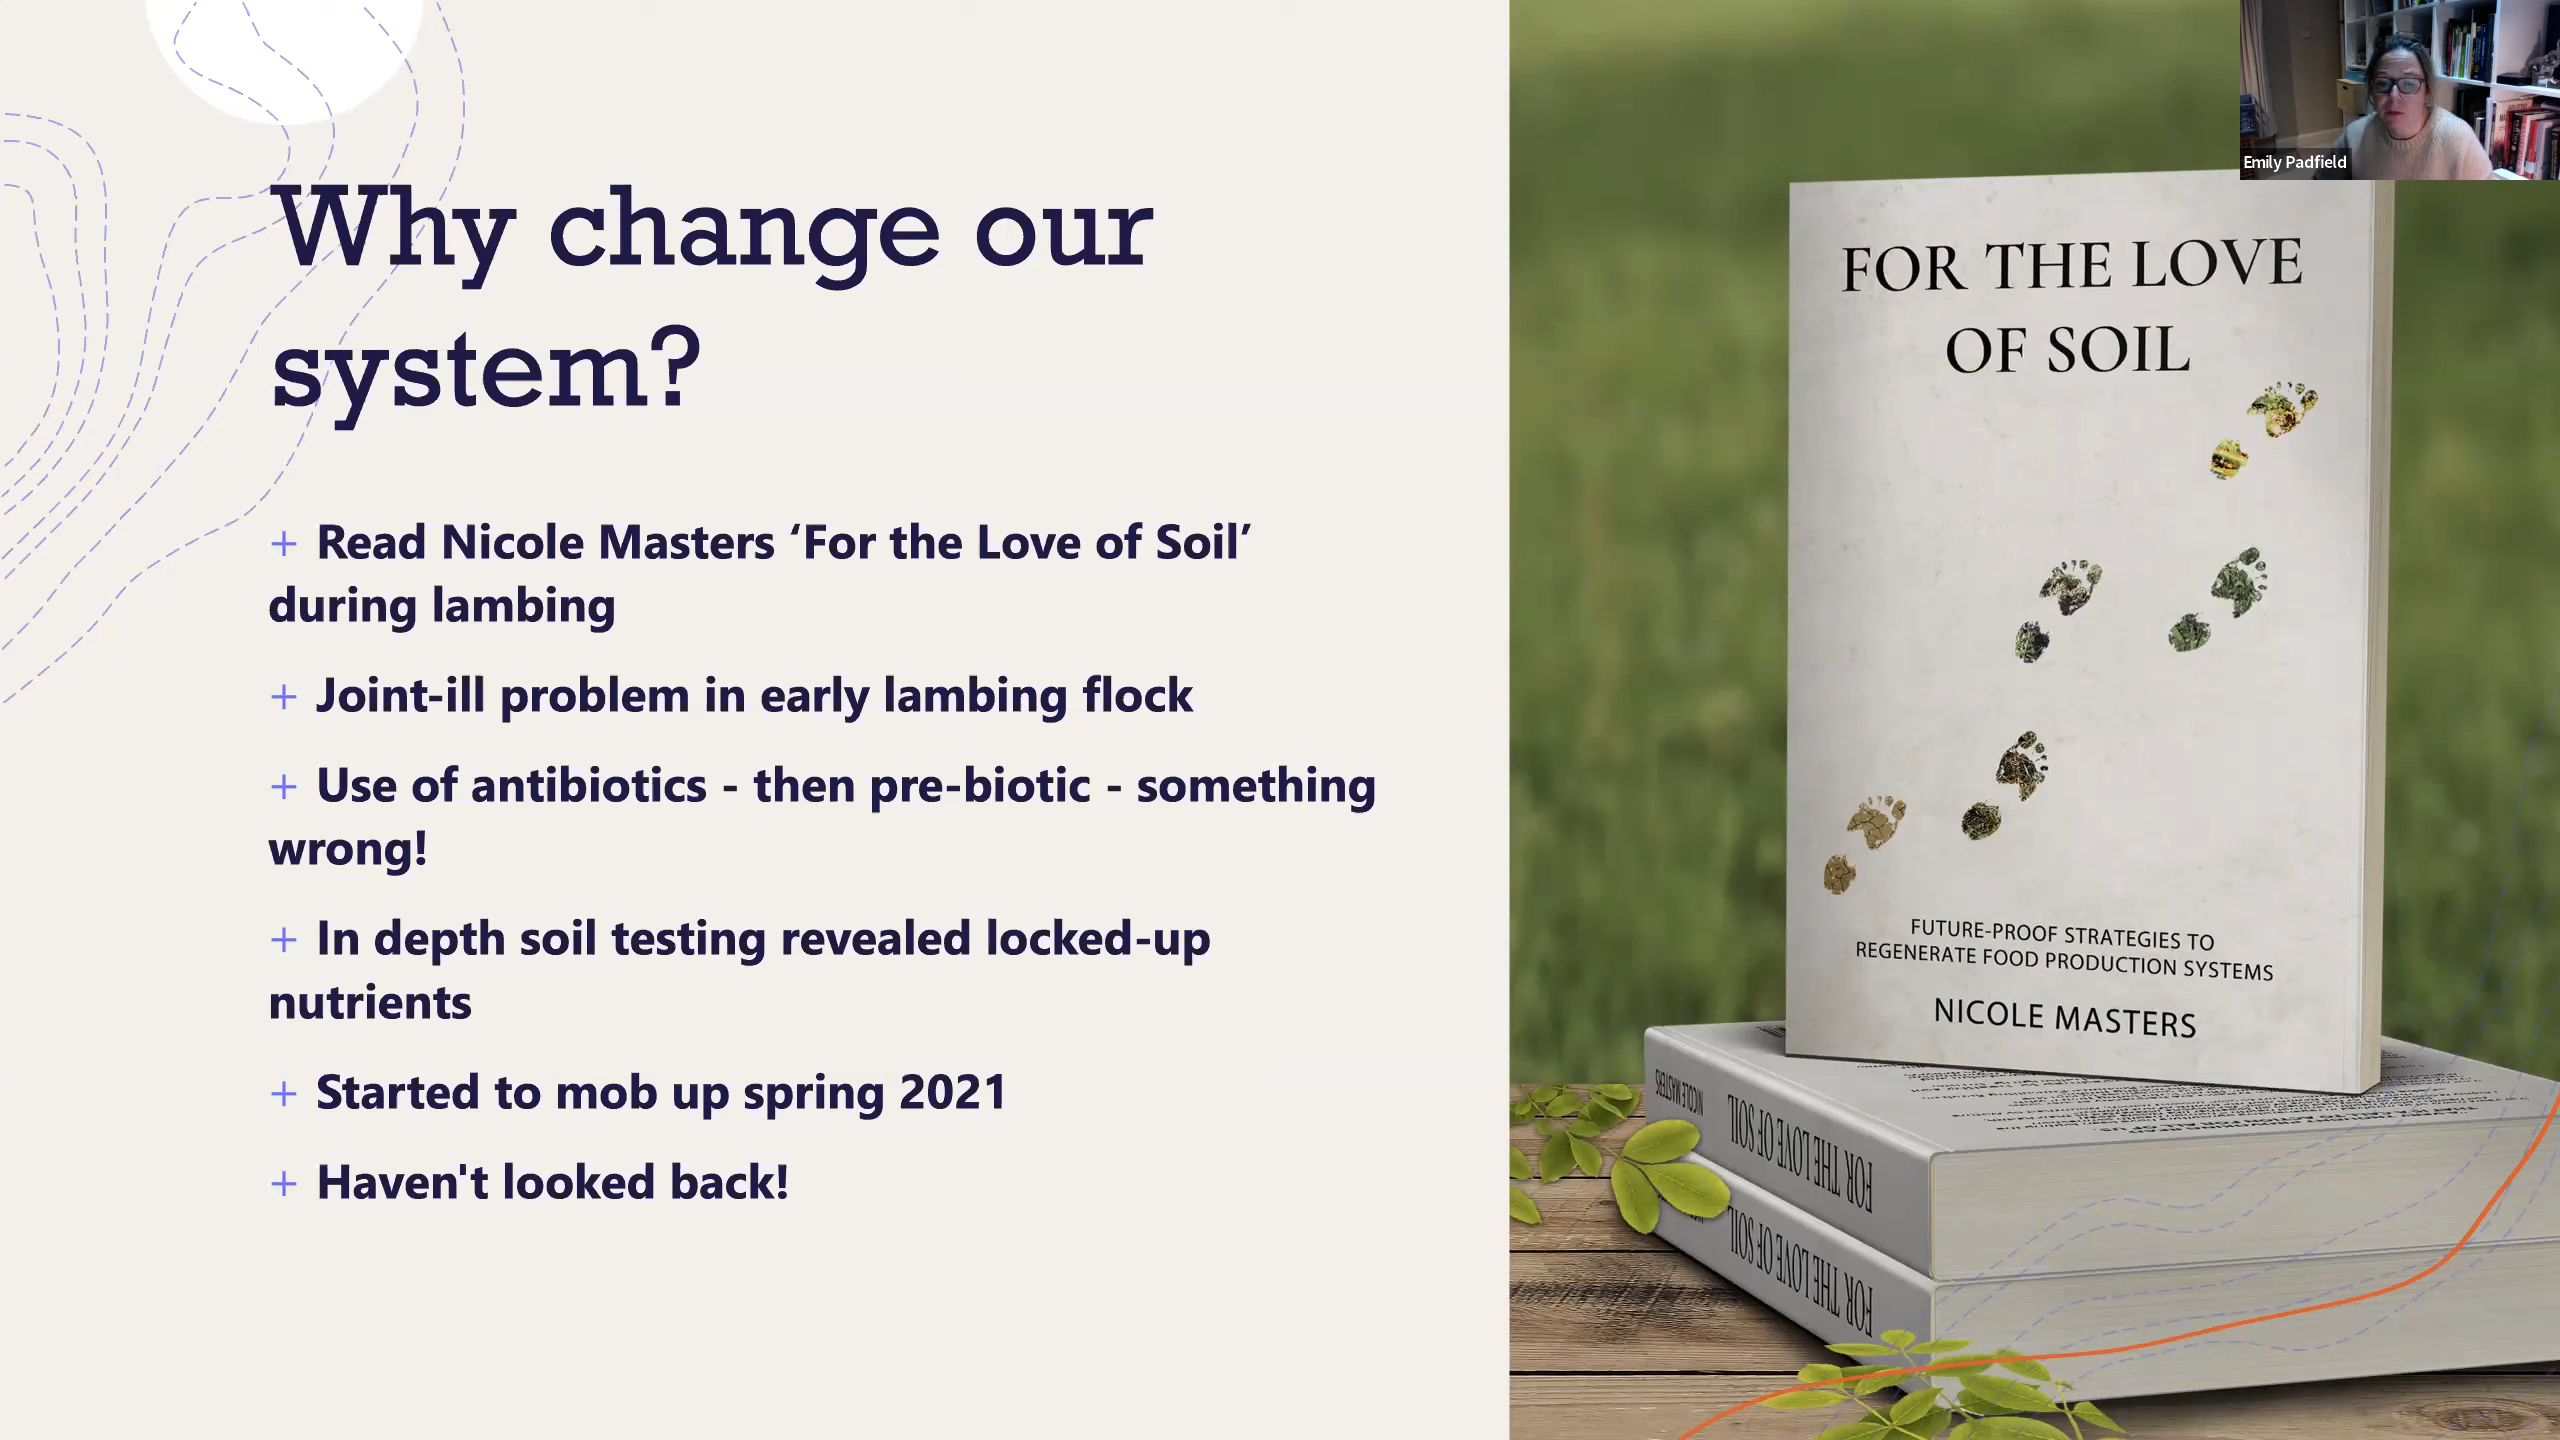 Why change our
system?
+ Read Nicole Masters ‘For the Love of Soil’
during lambing
+ Joint-ill problem in early lambing flock
+ Use of antibiotics - then pre-biotic - something
wrong!
+ In depth soil testing revealed locked-up
nutrients
+ Started to mob up spring 2021
+ Haven't looked back!
Emily Padfield
FOR THE LOVE
OF SOIL
FUTURE-PROOF STRATEGIES TO
REGENERATE FOOD PRODUCTION SYSTEMS
NICOLE MASTERS
NICOLE MASTERS
FOR THE LOVE OF SOIL
FOR THE LOVE OF SOIL